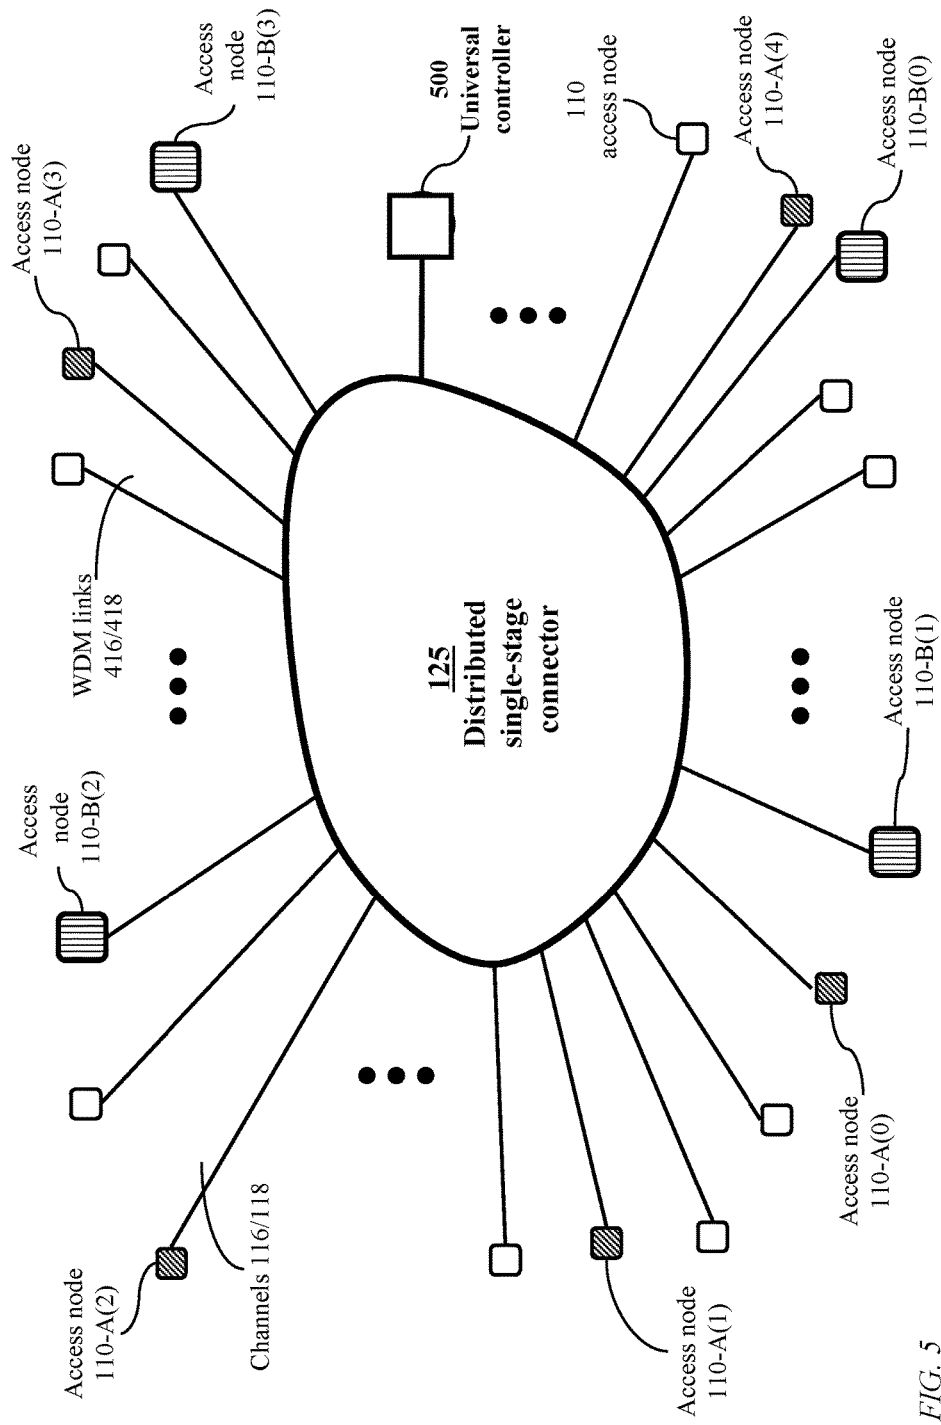 Access node
110-A(2)
Channels 116/118
Access
node
110-B(2)
WDM links
416/418
Access node
110-A(3)
Access
node
110-B(3)
500
Universal
controller
125
Distributed
single-stage
connector
110
access node
Access node
110-A(4)
Access node
110-B(0)
Access node
110-B(1)
Access node
110-A(0)
Access node
110-A(1)
FIG. 5